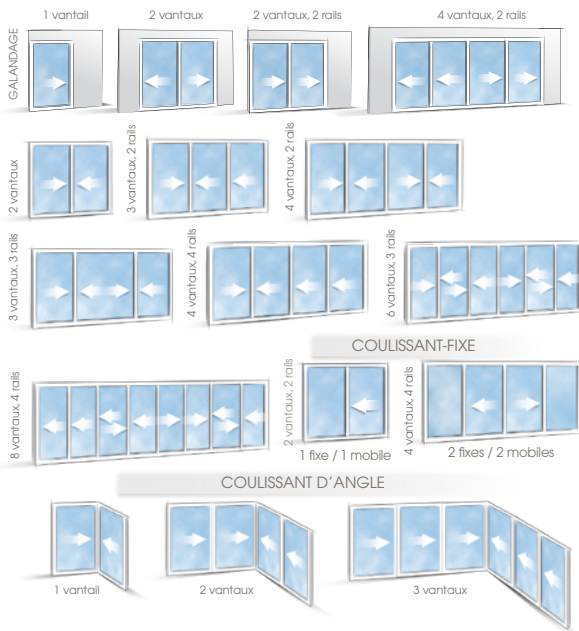 1 vantail
2 vantaux
2 vantaux, 2 rails
4 vantaux, 2 rails
GALANDAGE
2 vantaux
3 vantaux, 2 rails
4 vantaux, 2 rails
3 vantaux, 3 rails
4 vantaux, 4 rails
6 vantaux, 3 rails
COULISSANT-FIXE
8 vantaux, 4 rails
2 vantaux, 2 rails
4 vantaux, 4 rails
1 fixe / 1 mobile
2 fixes / 2 mobiles
COULISSANT D'ANGLE
1 vantail
2 vantaux
3 vantaux